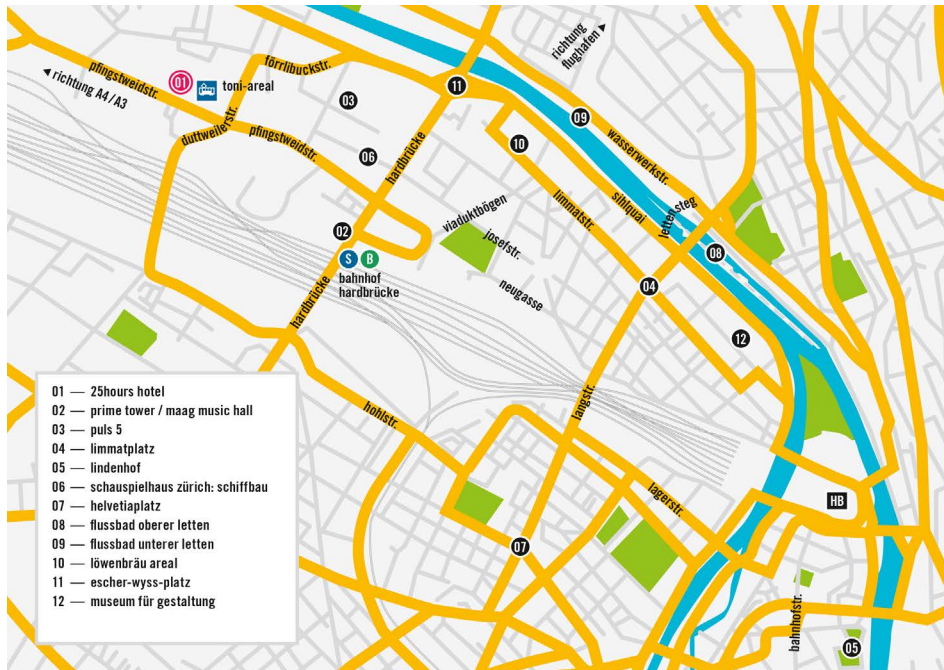 richtung
flughafen ▶
pfingstweidstr.
◀ richtung A4/A3
01
toni-areal
förrlibuckstr.
duttweilerstr.
pfingstweidstr.
03
11
09
wasserwerkstr.
10
06
hardbrücke
limmatstr.
sihlquai
lettensteg
viaduktbögen
josefstr.
02
S B
bahnhof
hardbrücke
08
neugasse
04
hardbrücke
12
langstr.
hohlstr.
lagerstr.
HB
07
bahnhofstr.
05
01 — 25hours hotel
02 — prime tower / maag music hall
03 — puls 5
04 — limmatplatz
05 — lindenhof
06 — schauspielhaus zürich: schiffbau
07 — helvetiaplatz
08 — flussbad oberer letten
09 — flussbad unterer letten
10 — löwenbräu areal
11 — escher-wyss-platz
12 — museum für gestaltung